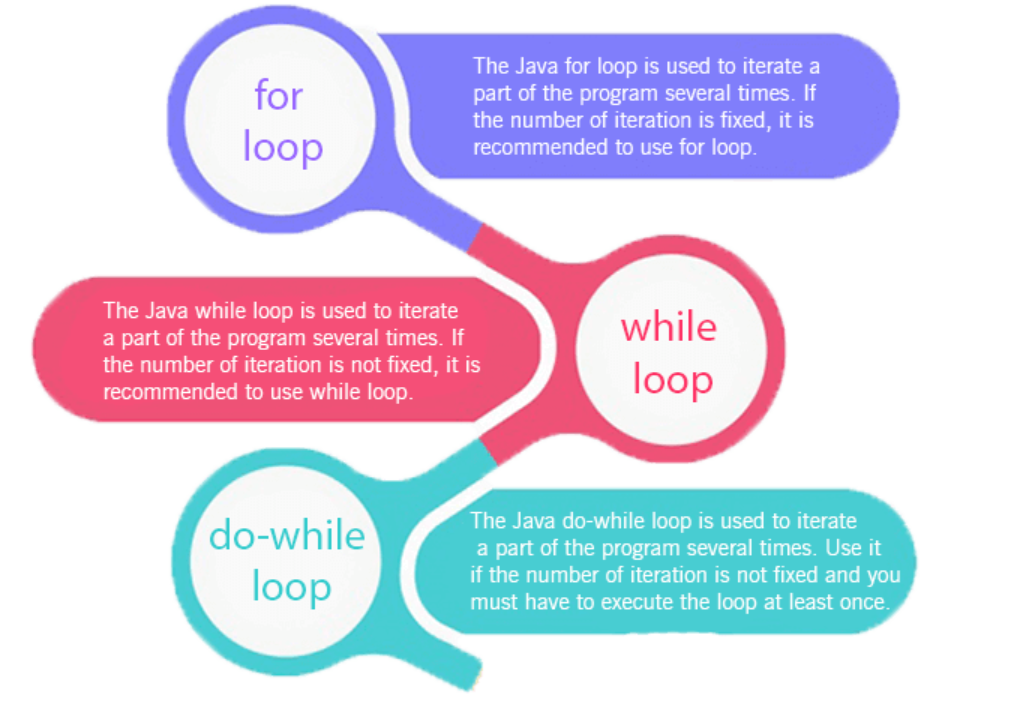 for
loop
The Java for loop is used to iterate a
part of the program several times. If
the number of iteration is fixed, it is
recommended to use for loop.
The Java while loop is used to iterate
a part of the program several times. If
the number of iteration is not fixed, it is
recommended to use while loop.
while
loop
do-while
loop
The Java do-while loop is used to iterate
a part of the program several times. Use it
if the number of iteration is not fixed and you
must have to execute the loop at least once.